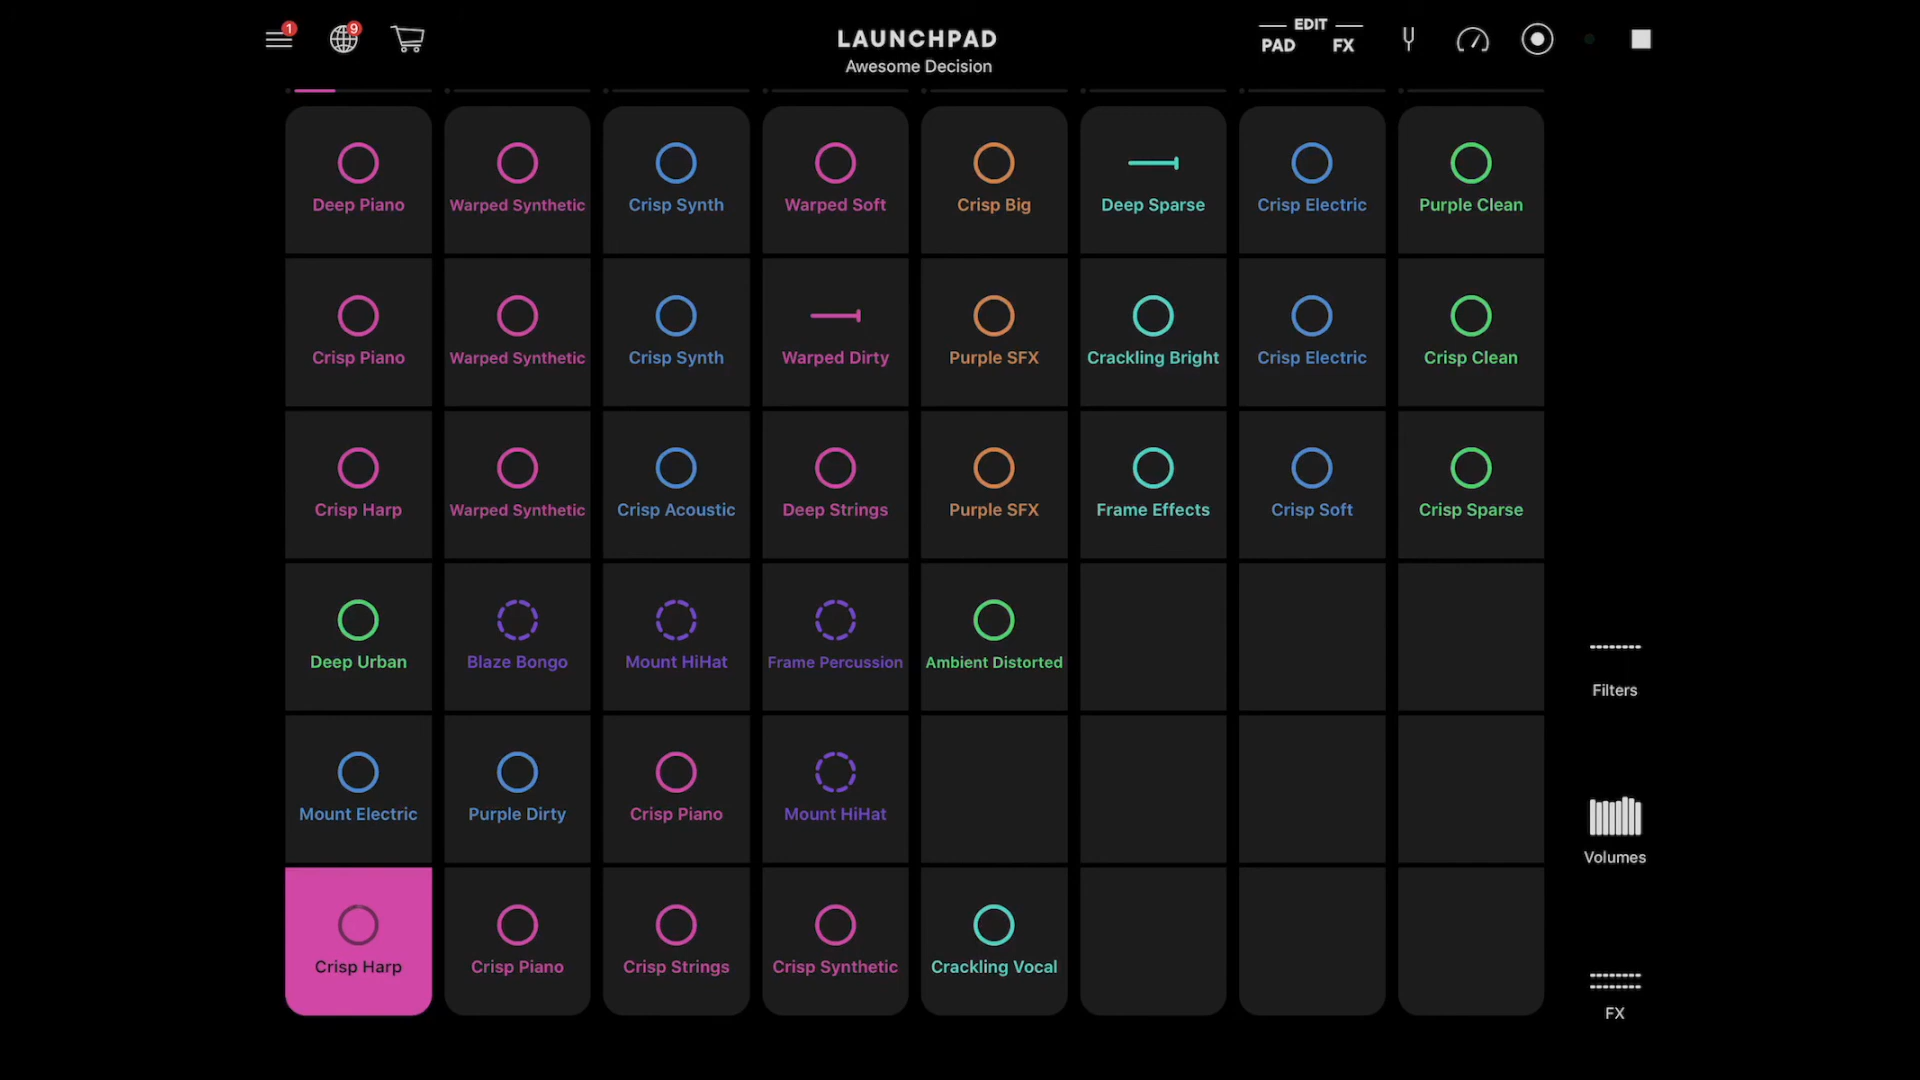 1
9
LAUNCHPAD
Awesome Decision
EDIT
PAD FX
Deep Piano
Warped Synthetic
Crisp Synth
Warped Soft
Crisp Big
Deep Sparse
Crisp Electric
Purple Clean
Crisp Piano
Warped Synthetic
Crisp Synth
Warped Dirty
Purple SFX
Crackling Bright
Crisp Electric
Crisp Clean
Crisp Harp
Warped Synthetic
Crisp Acoustic
Deep Strings
Purple SFX
Frame Effects
Crisp Soft
Crisp Sparse
Deep Urban
Blaze Bongo
Mount HiHat
Frame Percussion
Ambient Distorted
Filters
Mount Electric
Purple Dirty
Crisp Piano
Mount HiHat
Volumes
Crisp Harp
Crisp Piano
Crisp Strings
Crisp Synthetic
Crackling Vocal
FX